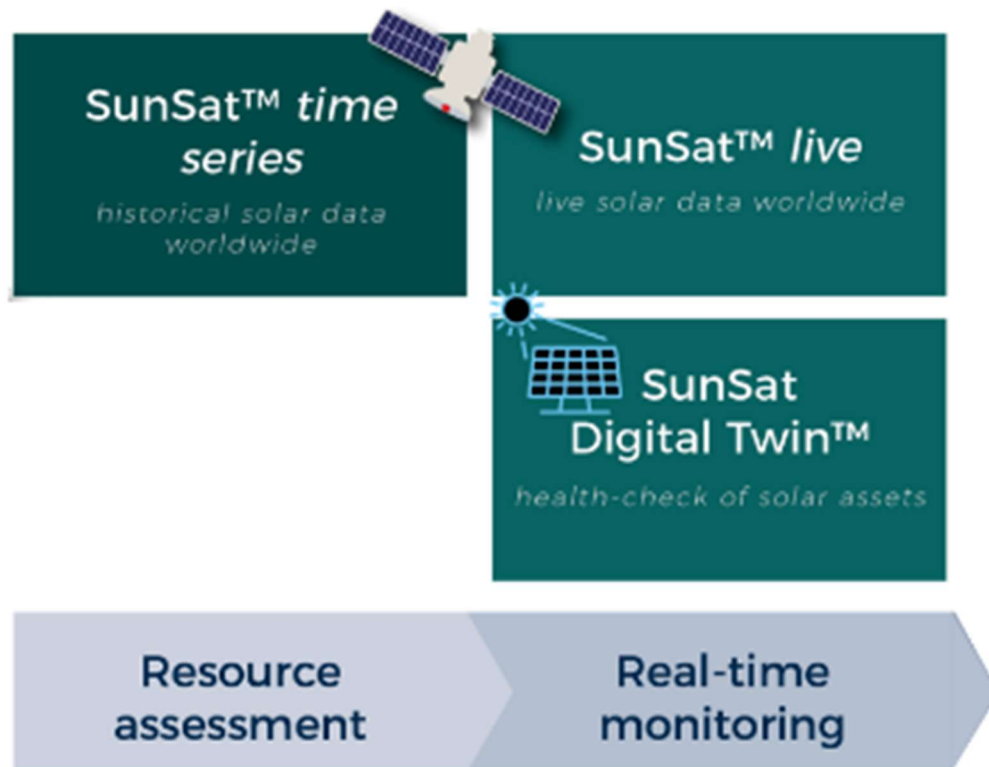 SunSat™ time
series
historical solar data
worldwide
SunSat™ live
live solar data worldwide
SunSat
Digital Twin™
health-check of solar assets
Resource
assessment
Real-time
monitoring